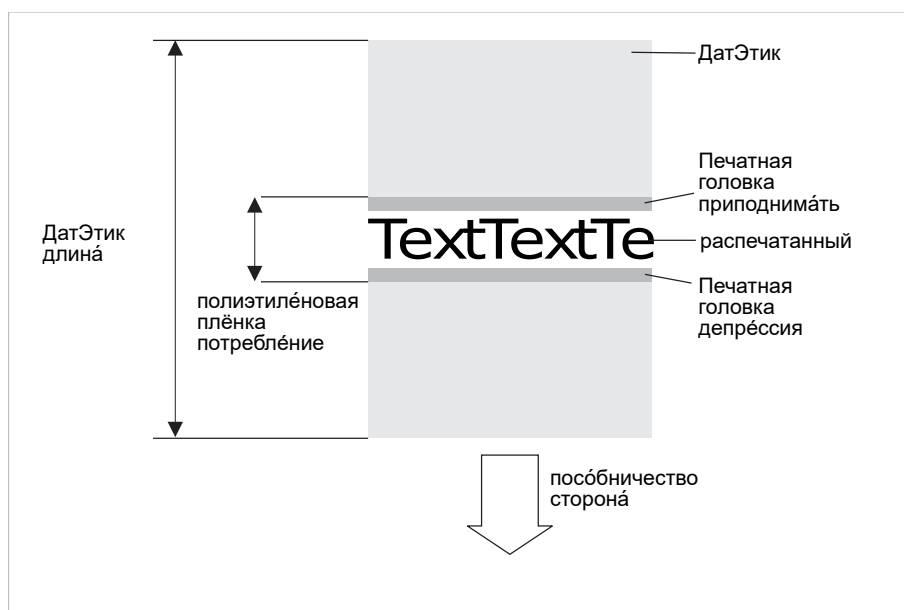 ДатЭтик
Печатная
головка
приподнима́ть
TextTextTe
распечатанный
ДатЭтик
длина́
Печатная
головка
депре́ссия
полиэтиле́новая
плёнка
потребле́ние
посо́бничество
сторона́